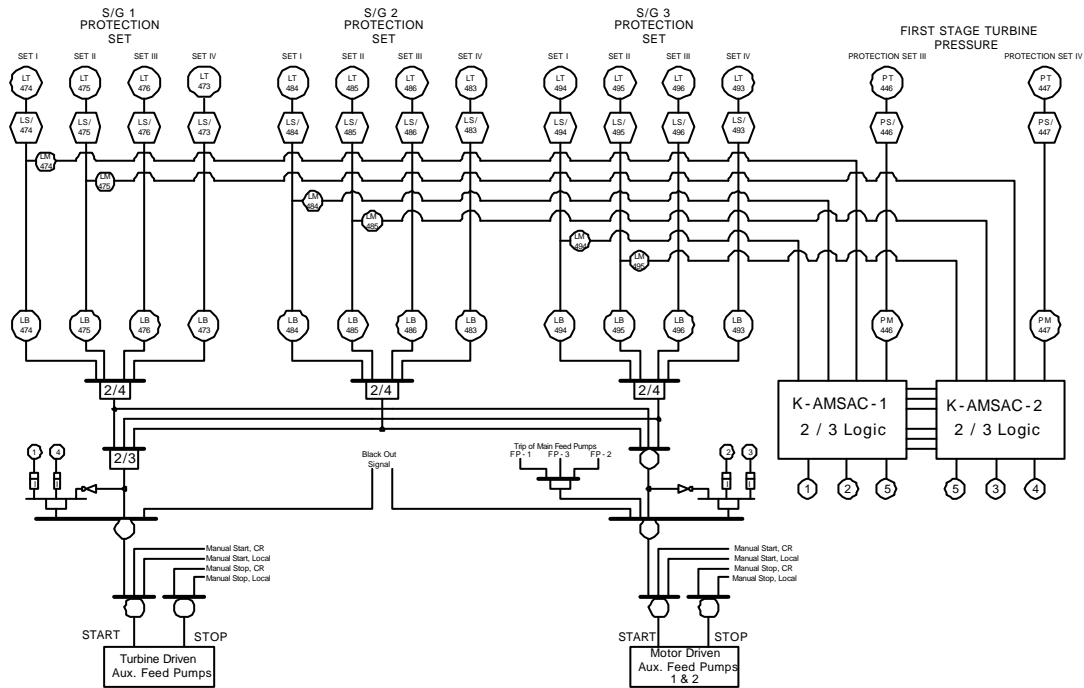 S/G 1
PROTECTION
SET
S/G 2
PROTECTION
SET
S/G 3
PROTECTION
SET
FIRST STAGE TURBINE
PRESSURE
SET I SET II SET III SET IV
SET I SET II SET III SET IV
SET I SET II SET III SET IV
PROTECTION SET III PROTECTION SET IV
LT
474
LT
475
LT
476
LT
473
LT
484
LT
485
LT
486
LT
483
LT
494
LT
495
LT
496
LT
493
PT
446
PT
447
LS/
474
LS/
475
LS/
476
LS/
473
LS/
484
LS/
485
LS/
486
LS/
483
LS/
494
LS/
495
LS/
496
LS/
493
PS/
446
PS/
447
LM
474
LM
475
LM
484
LM
485
LM
494
LM
495
LB
474
LB
475
LB
476
LB
473
LB
484
LB
485
LB
486
LB
483
LB
494
LB
495
LB
496
LB
493
PM
446
PM
447
2/4
2/4
2/4
K-AMSAC-1
2 / 3 Logic
K-AMSAC-2
2 / 3 Logic
1 2 5
5 3 4
2/3
1 4
Black Out
Signal
Trip of Main Feed Pumps
FP - 1 FP - 3 FP - 2
2 3
Manual Start, CR
Manual Start, Local
Manual Stop, CR
Manual Stop, Local
Manual Start, CR
Manual Start, Local
Manual Stop, CR
Manual Stop, Local
START STOP
START STOP
Turbine Driven
Aux. Feed Pumps
Motor Driven
Aux. Feed Pumps
1 & 2